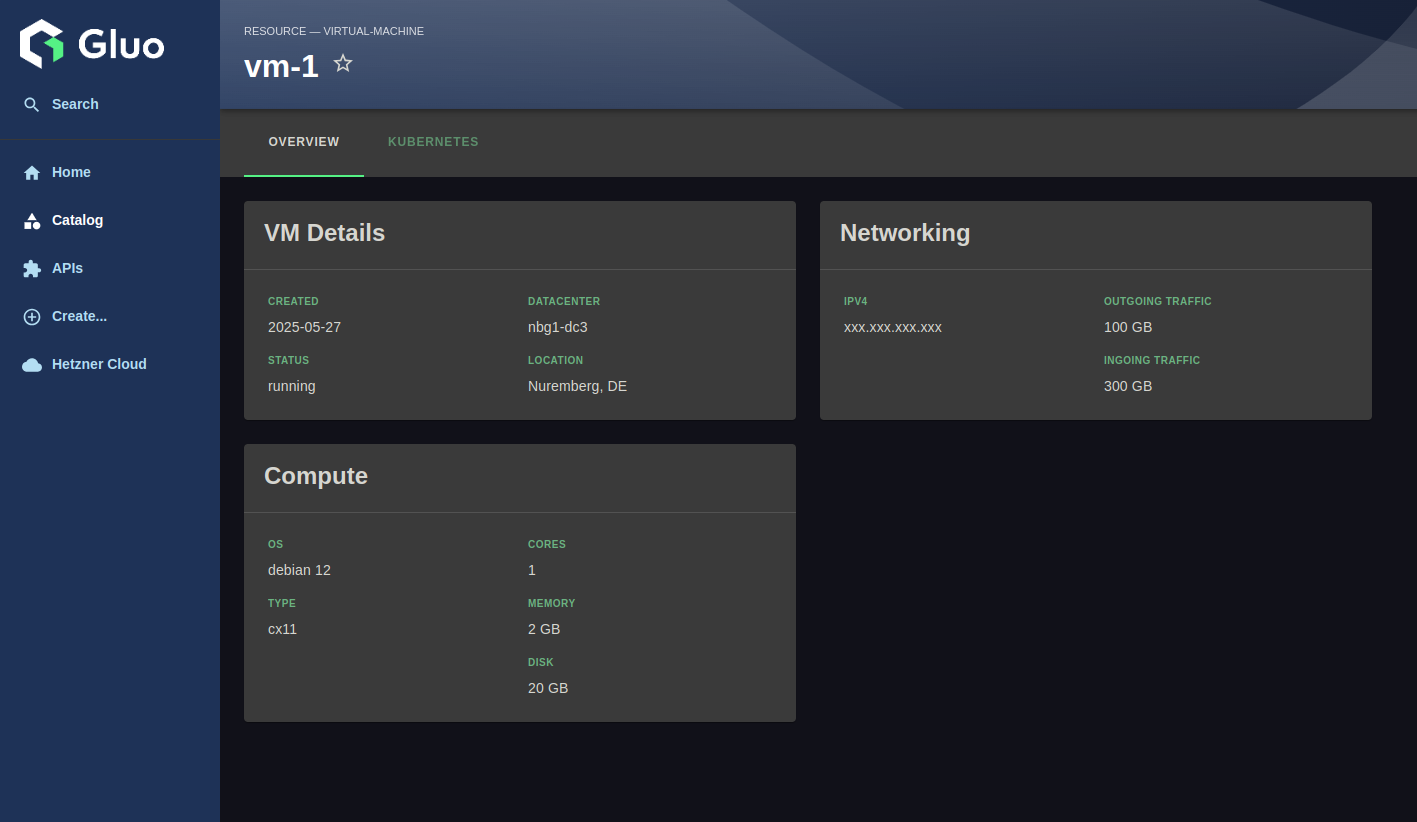 Gluo
Search
Home
Catalog
APIs
Create...
Hetzner Cloud
RESOURCE — VIRTUAL-MACHINE
vm-1
OVERVIEW
KUBERNETES
VM Details
CREATED
2025-05-27
DATACENTER
nbg1-dc3
STATUS
running
LOCATION
Nuremberg, DE
Networking
IPV4
xxx.xxx.xxx.xxx
OUTGOING TRAFFIC
100 GB
INGOING TRAFFIC
300 GB
Compute
OS
debian 12
CORES
1
TYPE
cx11
MEMORY
2 GB
DISK
20 GB